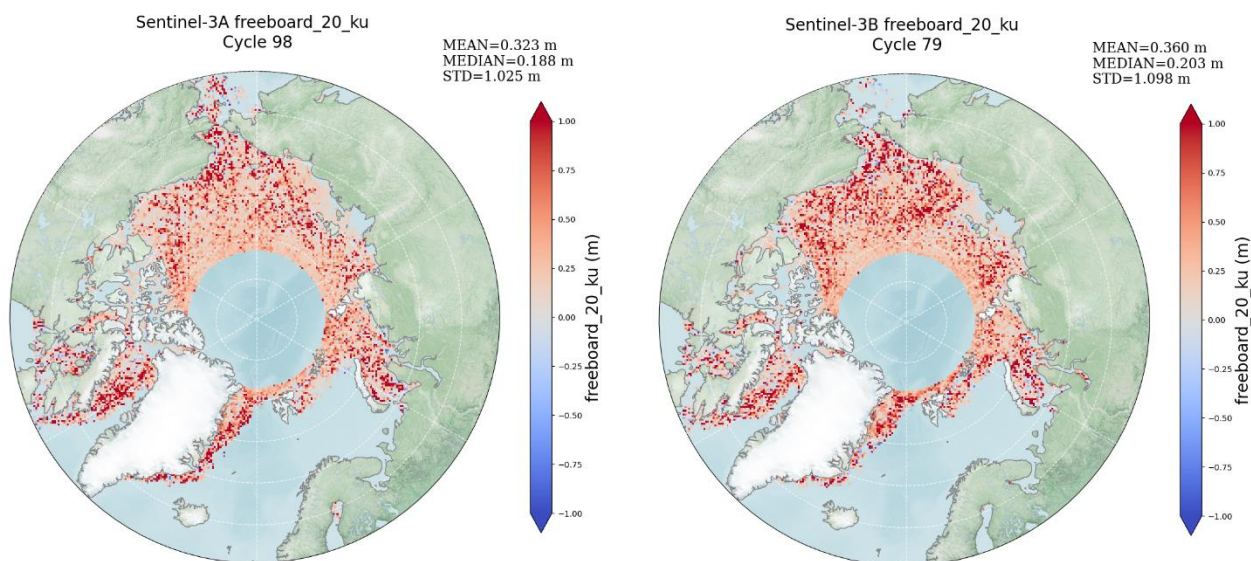 Sentinel-3A freeboard_20_ku
Cycle 98
MEAN=0.323 m
MEDIAN=0.188 m
STD=1.025 m
1.00
0.75
0.50
0.25
0.00
−0.25
−0.50
−0.75
−1.00
freeboard_20_ku (m)
Sentinel-3B freeboard_20_ku
Cycle 79
MEAN=0.360 m
MEDIAN=0.203 m
STD=1.098 m
1.00
0.75
0.50
0.25
0.00
−0.25
−0.50
−0.75
−1.00
freeboard_20_ku (m)